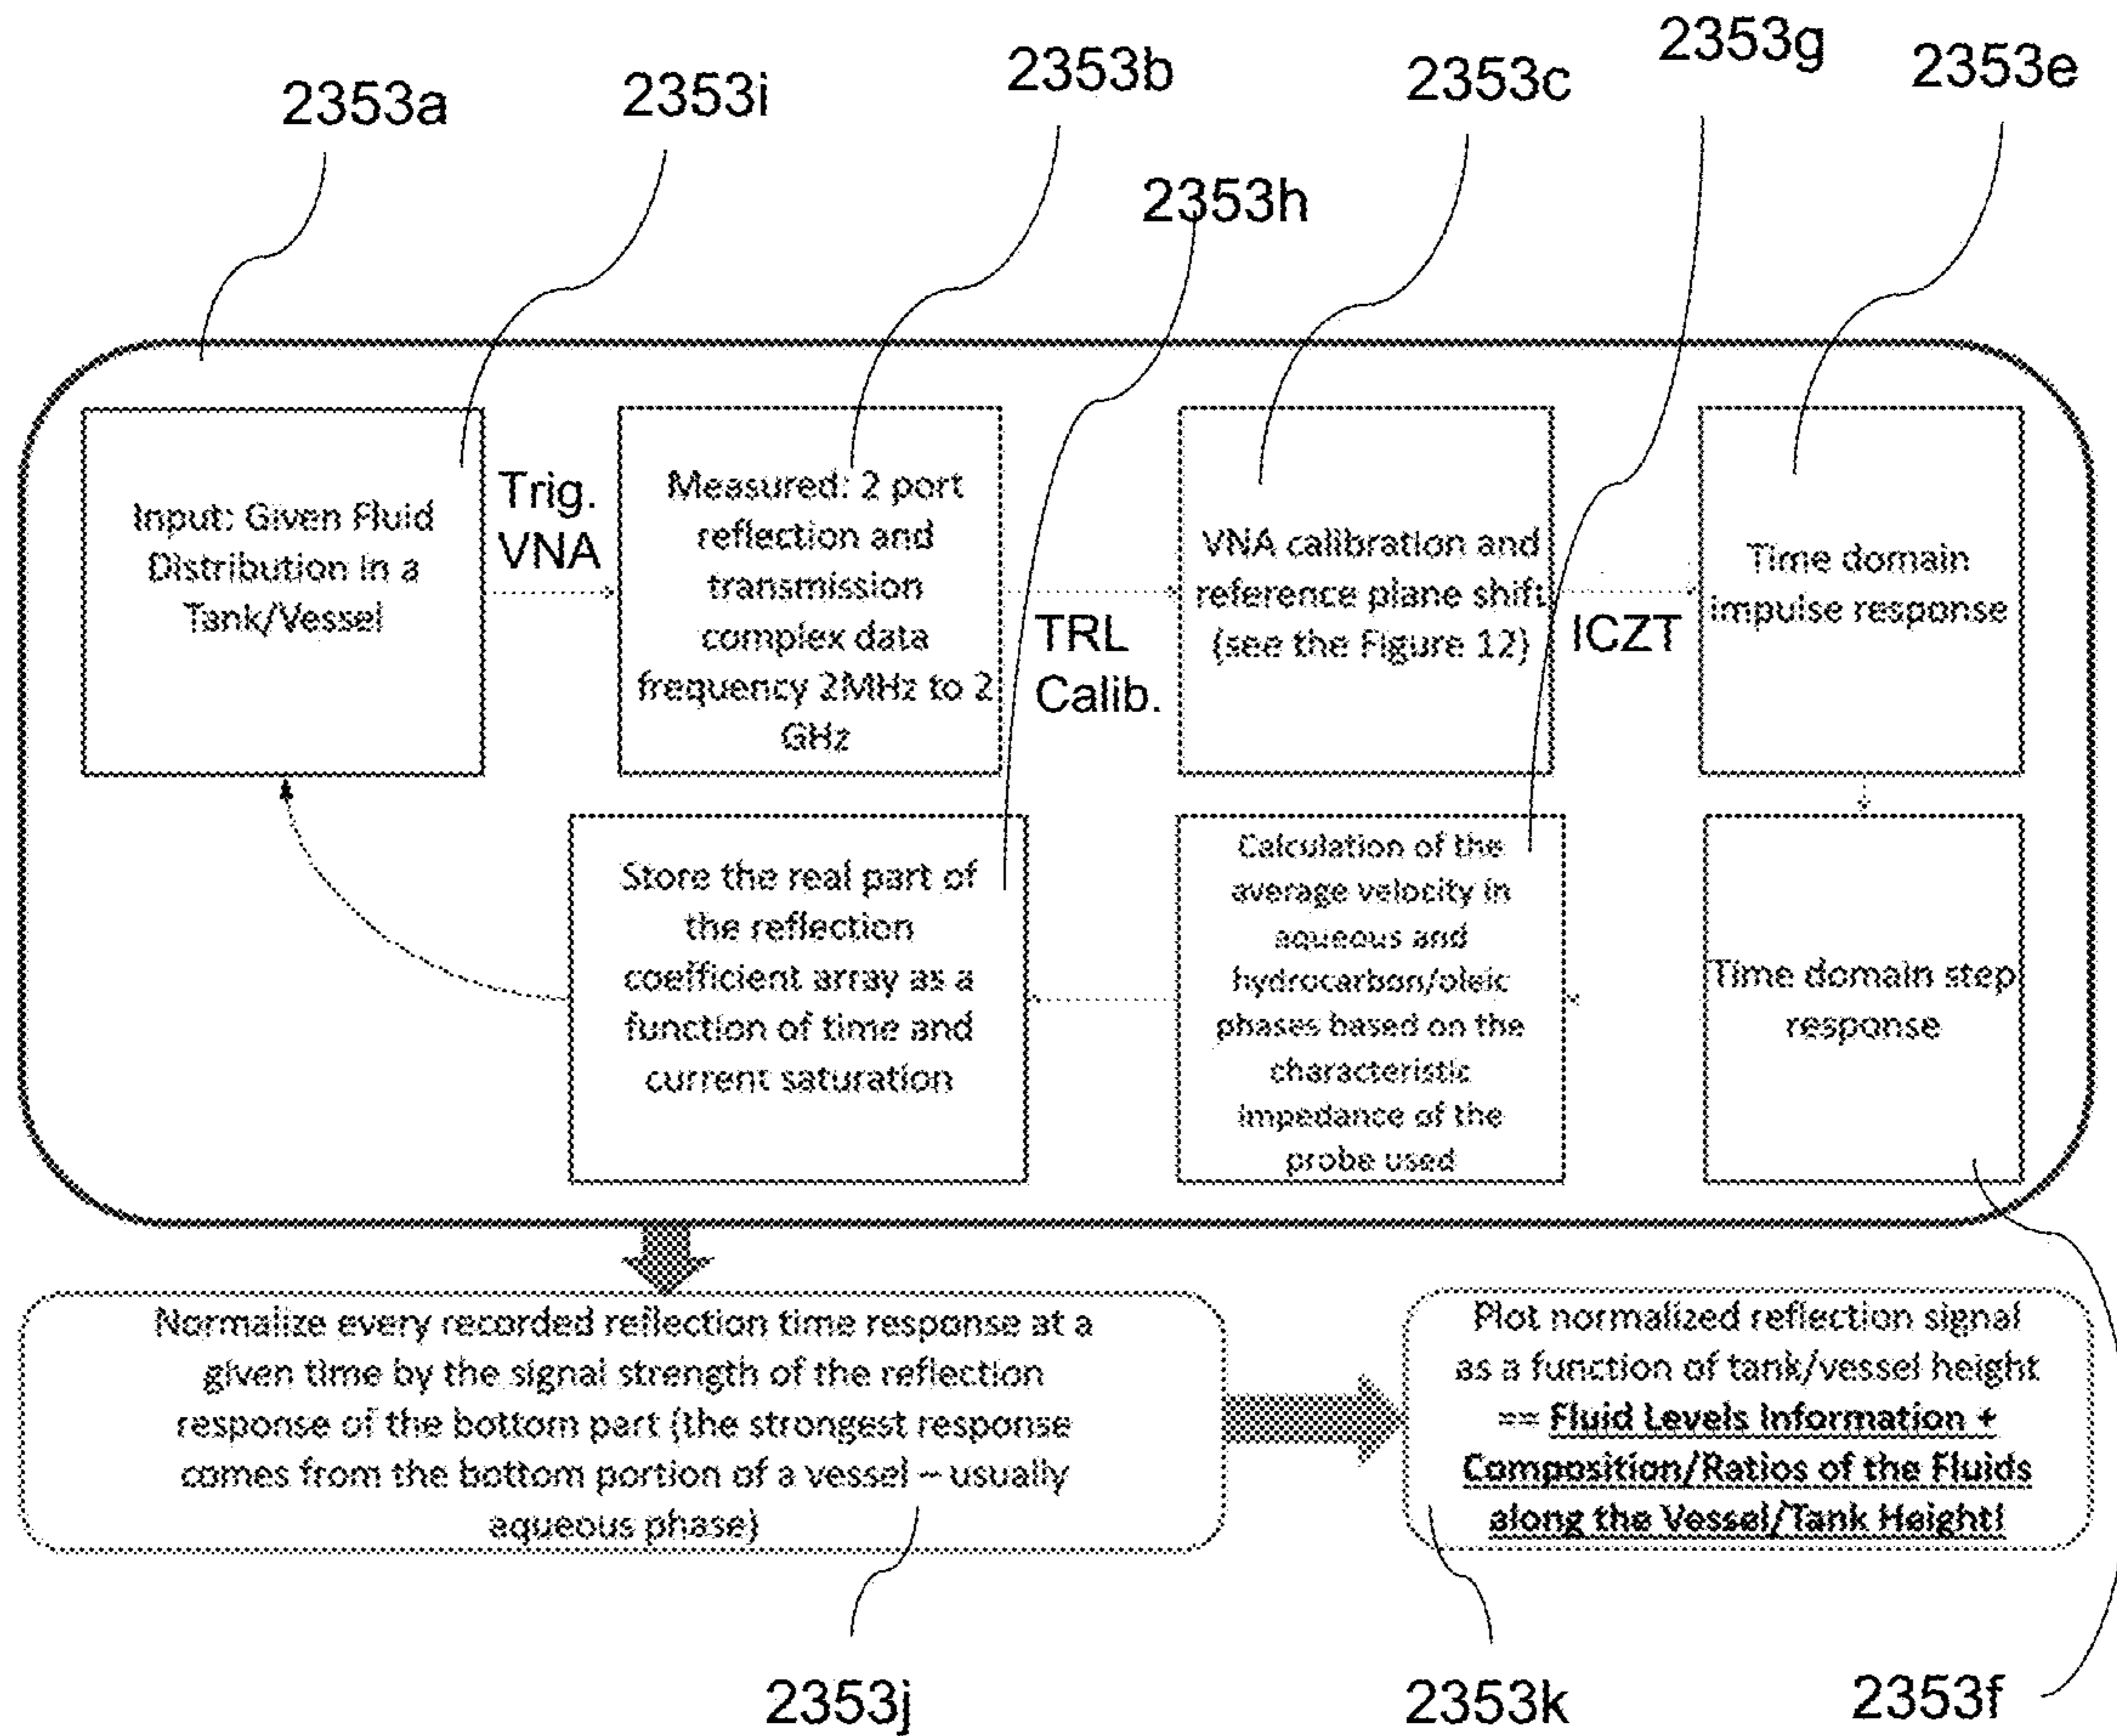 2353a
2353i
2353b
2353c
2353g
2353e
2353h
Input: Given Fluid
Distribution in a
Tank/Vessel
Trig.
VNA
Measured: 2 port
reflection and
transmission
complex data
frequency 2MHz to 2
GHz
TRL
Calib.
VNA calibration and
reference plane shift
(see the Figure 12)
ICZT
Time domain
impulse response
Store the real part of
the reflection
coefficient array as a
function of time and
current saturation
Calculation of the
average velocity in
aqueous and
hydrocarbon/oleic
phases based on the
characteristic
impedance of the
probe used
Time domain step
response
Normalize every recorded reflection time response at a
given time by the signal strength of the reflection
response of the bottom part (the strongest response
comes from the bottom portion of a vessel – usually
aqueous phase)
Plot normalized reflection signal
as a function of tank/vessel height
== Fluid Levels Information +
Composition/Ratios of the Fluids
along the Vessel/Tank Height!
2353j
2353k
2353f